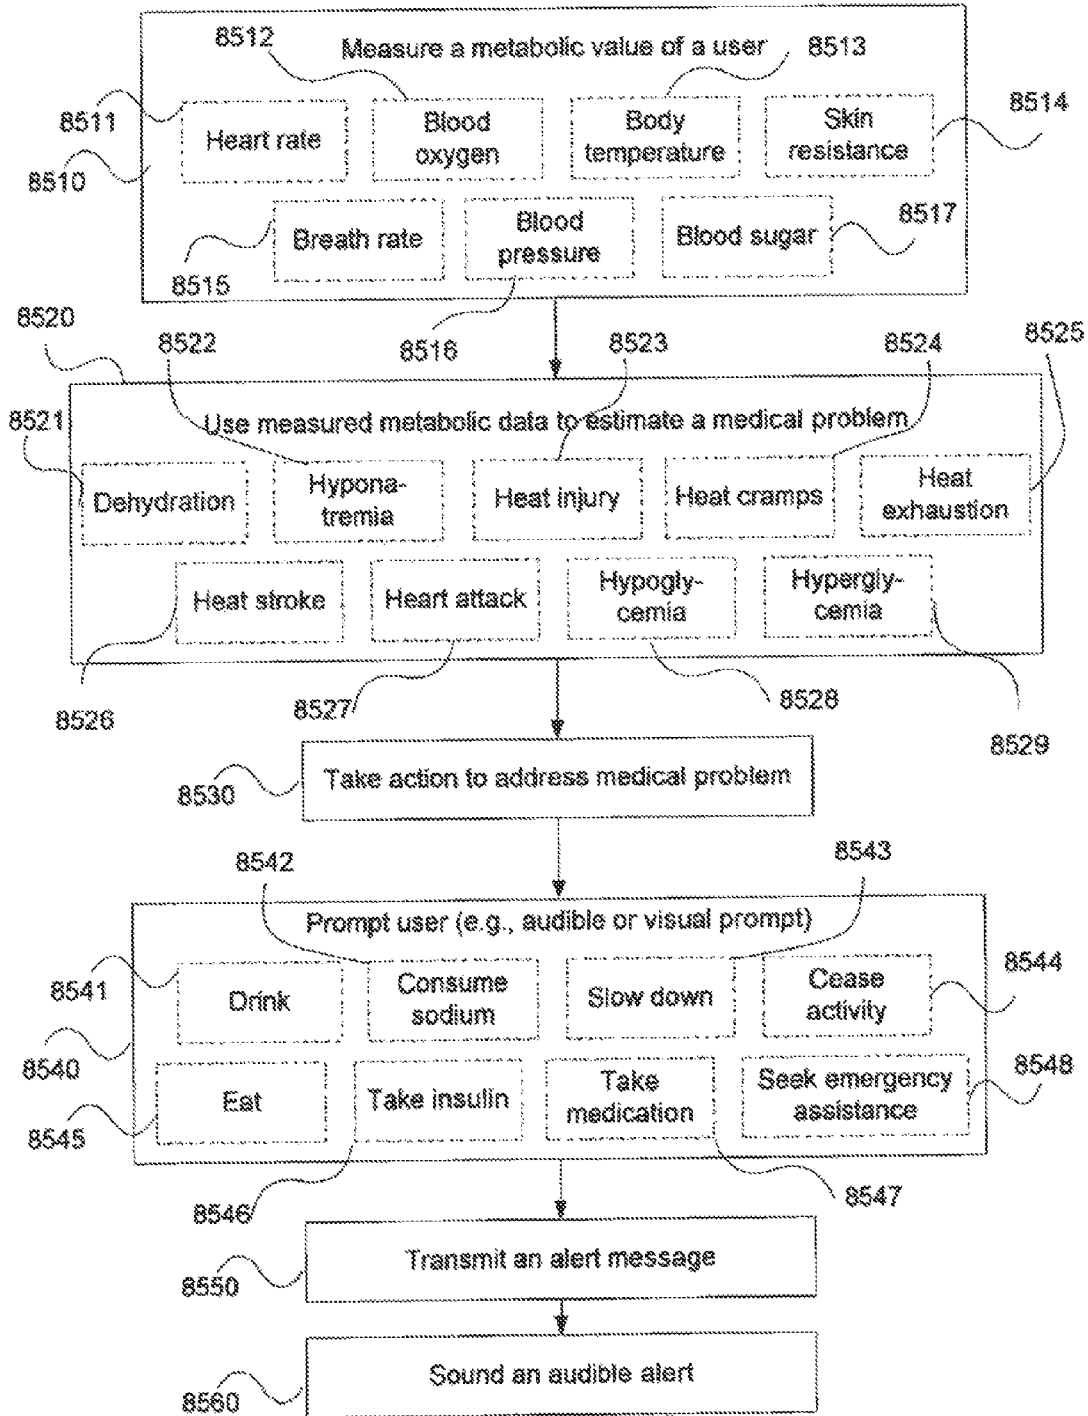 8512
Measure a metabolic value of a user
8513
8511
8514
Heart rate
Blood
oxygen
Body
temperature
Skin
resistance
8510
8517
Breath rate
Blood
pressure
Blood sugar
8515
8516
8520
8522
8523
8524
8525
8521
Use measured metabolic data to estimate a medical problem
Dehydration
Hypona-
tremia
Heat injury
Heat cramps
Heat
exhaustion
Heat stroke
Heart attack
Hypogly-
cemia
Hypergly-
cemia
8526
8527
8528
8529
Take action to address medical problem
8530
8542
8543
Prompt user (e.g., audible or visual prompt)
8541
8544
Drink
Consume
sodium
Slow down
Cease
activity
8540
8548
Eat
Take insulin
Take
medication
Seek emergency
assistance
8545
8546
8547
Transmit an alert message
8550
Sound an audible alert
8560